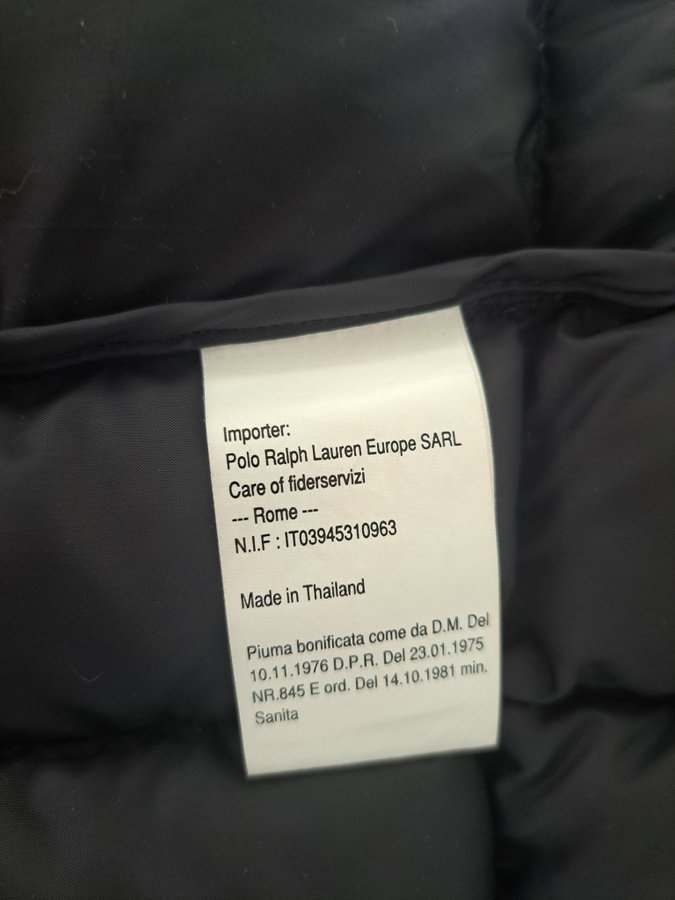 Importer:
Polo Ralph Lauren Europe SARL
Care of fiderservizi
--- Rome ---
N.I.F : IT03945310963
Made in Thailand
Piuma bonificata come da D.M. Del
10.11.1976 D.P.R. Del 23.01.1975
NR.845 E ord. Del 14.10.1981 min.
Sanita